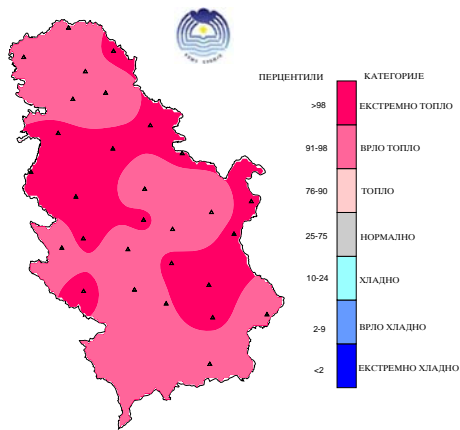 ПЕРЦЕНТИЛИ КАТЕГОРИЈЕ
>98 ЕКСТРЕМНО ТОПЛО
91-98 ВРЛО ТОПЛО
76-90 ТОПЛО
25-75 НОРМАЛНО
10-24 ХЛАДНО
2-9 ВРЛО ХЛАДНО
<2 ЕКСТРЕМНО ХЛАДНО